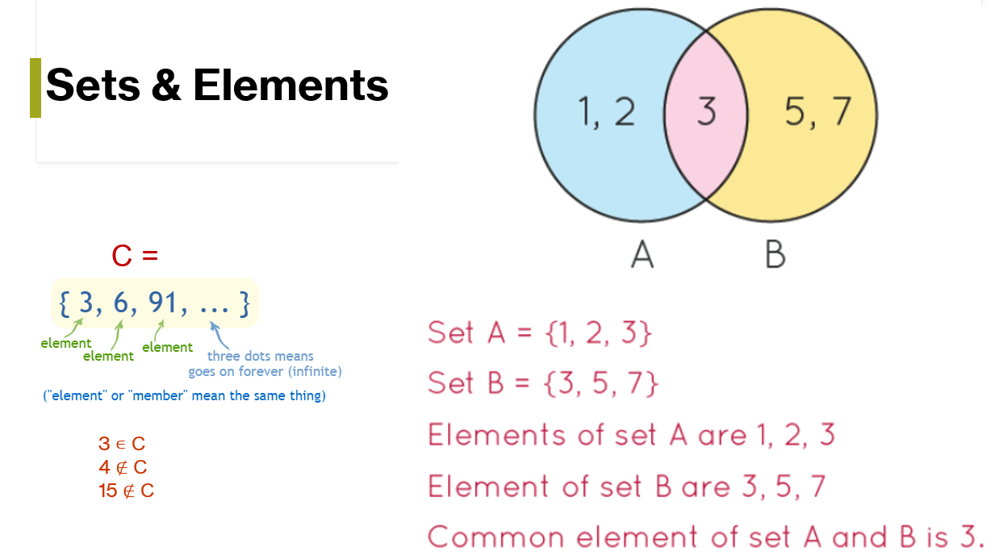 Sets & Elements
C =
{ 3, 6, 91, ... }
element
element
element
three dots means
goes on forever (infinite)
("element" or "member" mean the same thing)
3 ∈ C
4 ∉ C
15 ∉ C
1, 2
3
5, 7
A
B
Set A = {1, 2, 3}
Set B = {3, 5, 7}
Elements of set A are 1, 2, 3
Element of set B are 3, 5, 7
Common element of set A and B is 3.